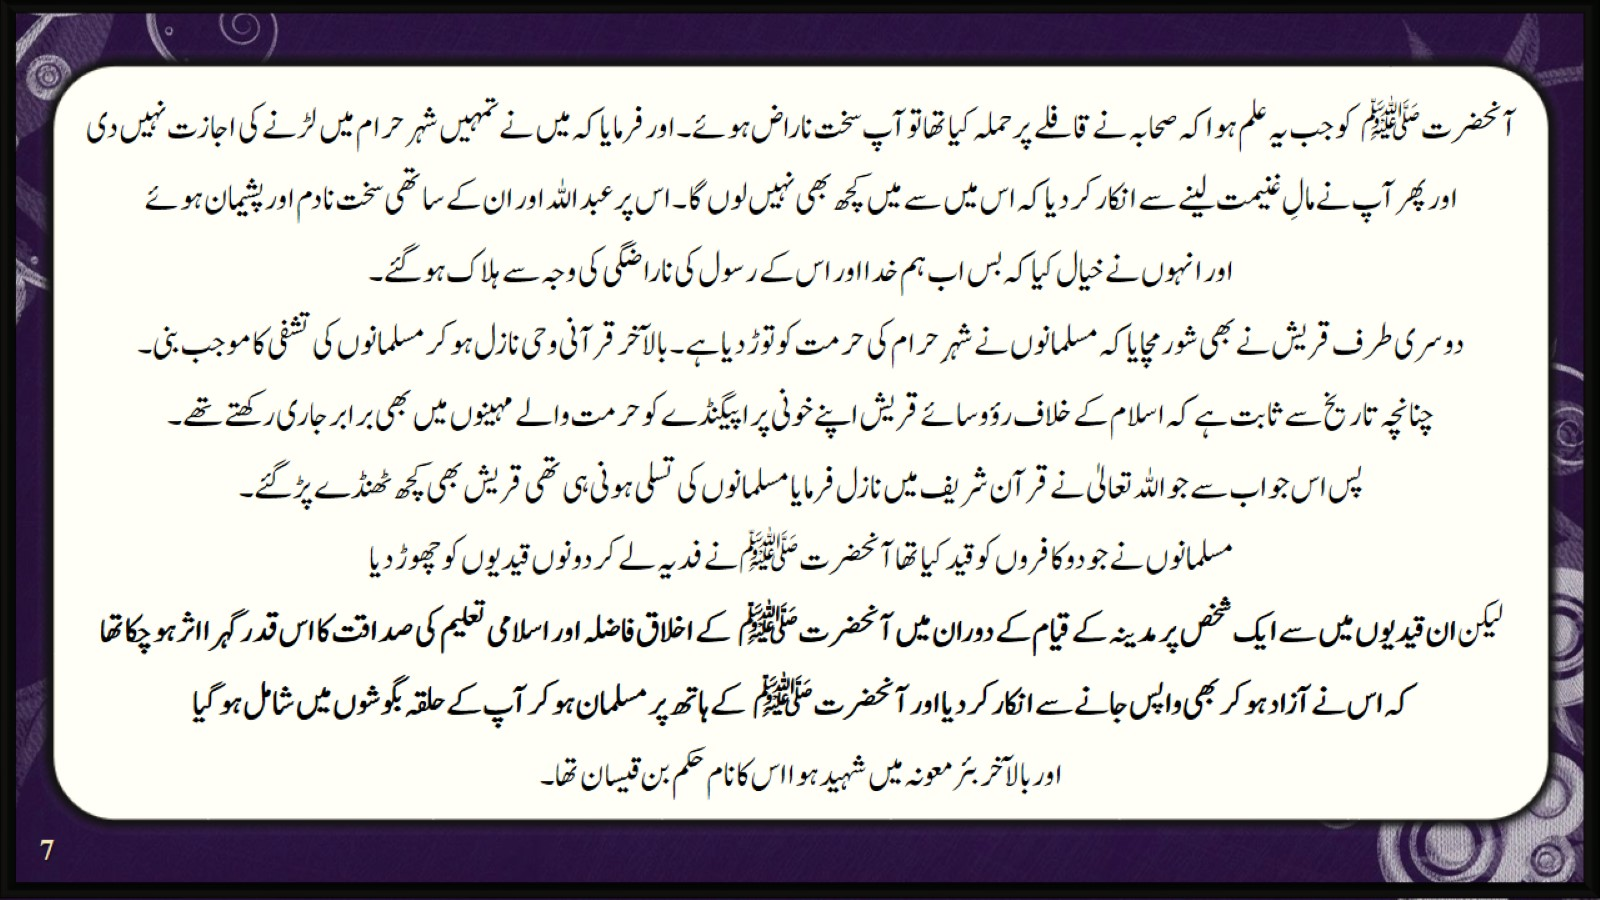 آنحضرت ﷺ کو جب یہ علم ہوا کہ صحابہ نے قافلے پر حملہ کیا تھا تو آپ سخت ناراض ہوئے۔ اور فرمایا کہ میں نے تمہیں شہر حرام میں لڑنے کی اجازت نہیں دی
اور پھر آپ نے مالِ غنیمت لینے سے انکار کر دیا کہ اس میں سے میں کچھ بھی نہیں لوں گا۔ اس پر عبداللہ اور ان کے ساتھی سخت نادم اور پشیمان ہوئے
اور انہوں نے خیال کیا کہ بس اب ہم خدا اور اس کے رسول کی ناراضگی کی وجہ سے ہلاک ہو گئے۔
دوسری طرف قریش نے بھی شور مچایا کہ مسلمانوں نے شہرِ حرام کی حرمت کو توڑ دیا ہے۔ بالآخر قرآنی وحی نازل ہو کر مسلمانوں کی تشفی کا موجب بنی۔
چنانچہ تاریخ سے ثابت ہے کہ اسلام کے خلاف رؤوسائے قریش اپنے خونی پراپیگنڈے کو حرمت والے مہینوں میں بھی برابر جاری رکھتے تھے۔
پس اس جواب سے جو اللہ تعالیٰ نے قرآن شریف میں نازل فرمایا مسلمانوں کی تسلی ہونی ہی تھی قریش بھی کچھ ٹھنڈے پڑ گئے۔
مسلمانوں نے جو دو کافروں کو قید کیا تھا آنحضرت ﷺ نے فدیہ لے کر دونوں قیدیوں کو چھوڑ دیا
لیکن ان قیدیوں میں سے ایک شخص پر مدینہ کے قیام کے دوران میں آنحضرت ﷺ کے اخلاق فاضلہ اور اسلامی تعلیم کی صداقت کا اس قدر گہرا اثر ہو چکا تھا
کہ اس نے آزاد ہو کر بھی واپس جانے سے انکار کر دیا اور آنحضرت ﷺ کے ہاتھ پر مسلمان ہو کر آپ کے حلقہ بگوشوں میں شامل ہو گیا
اور بالآخر بئر معونہ میں شہید ہوا اس کا نام حکم بن قیسان تھا۔
7